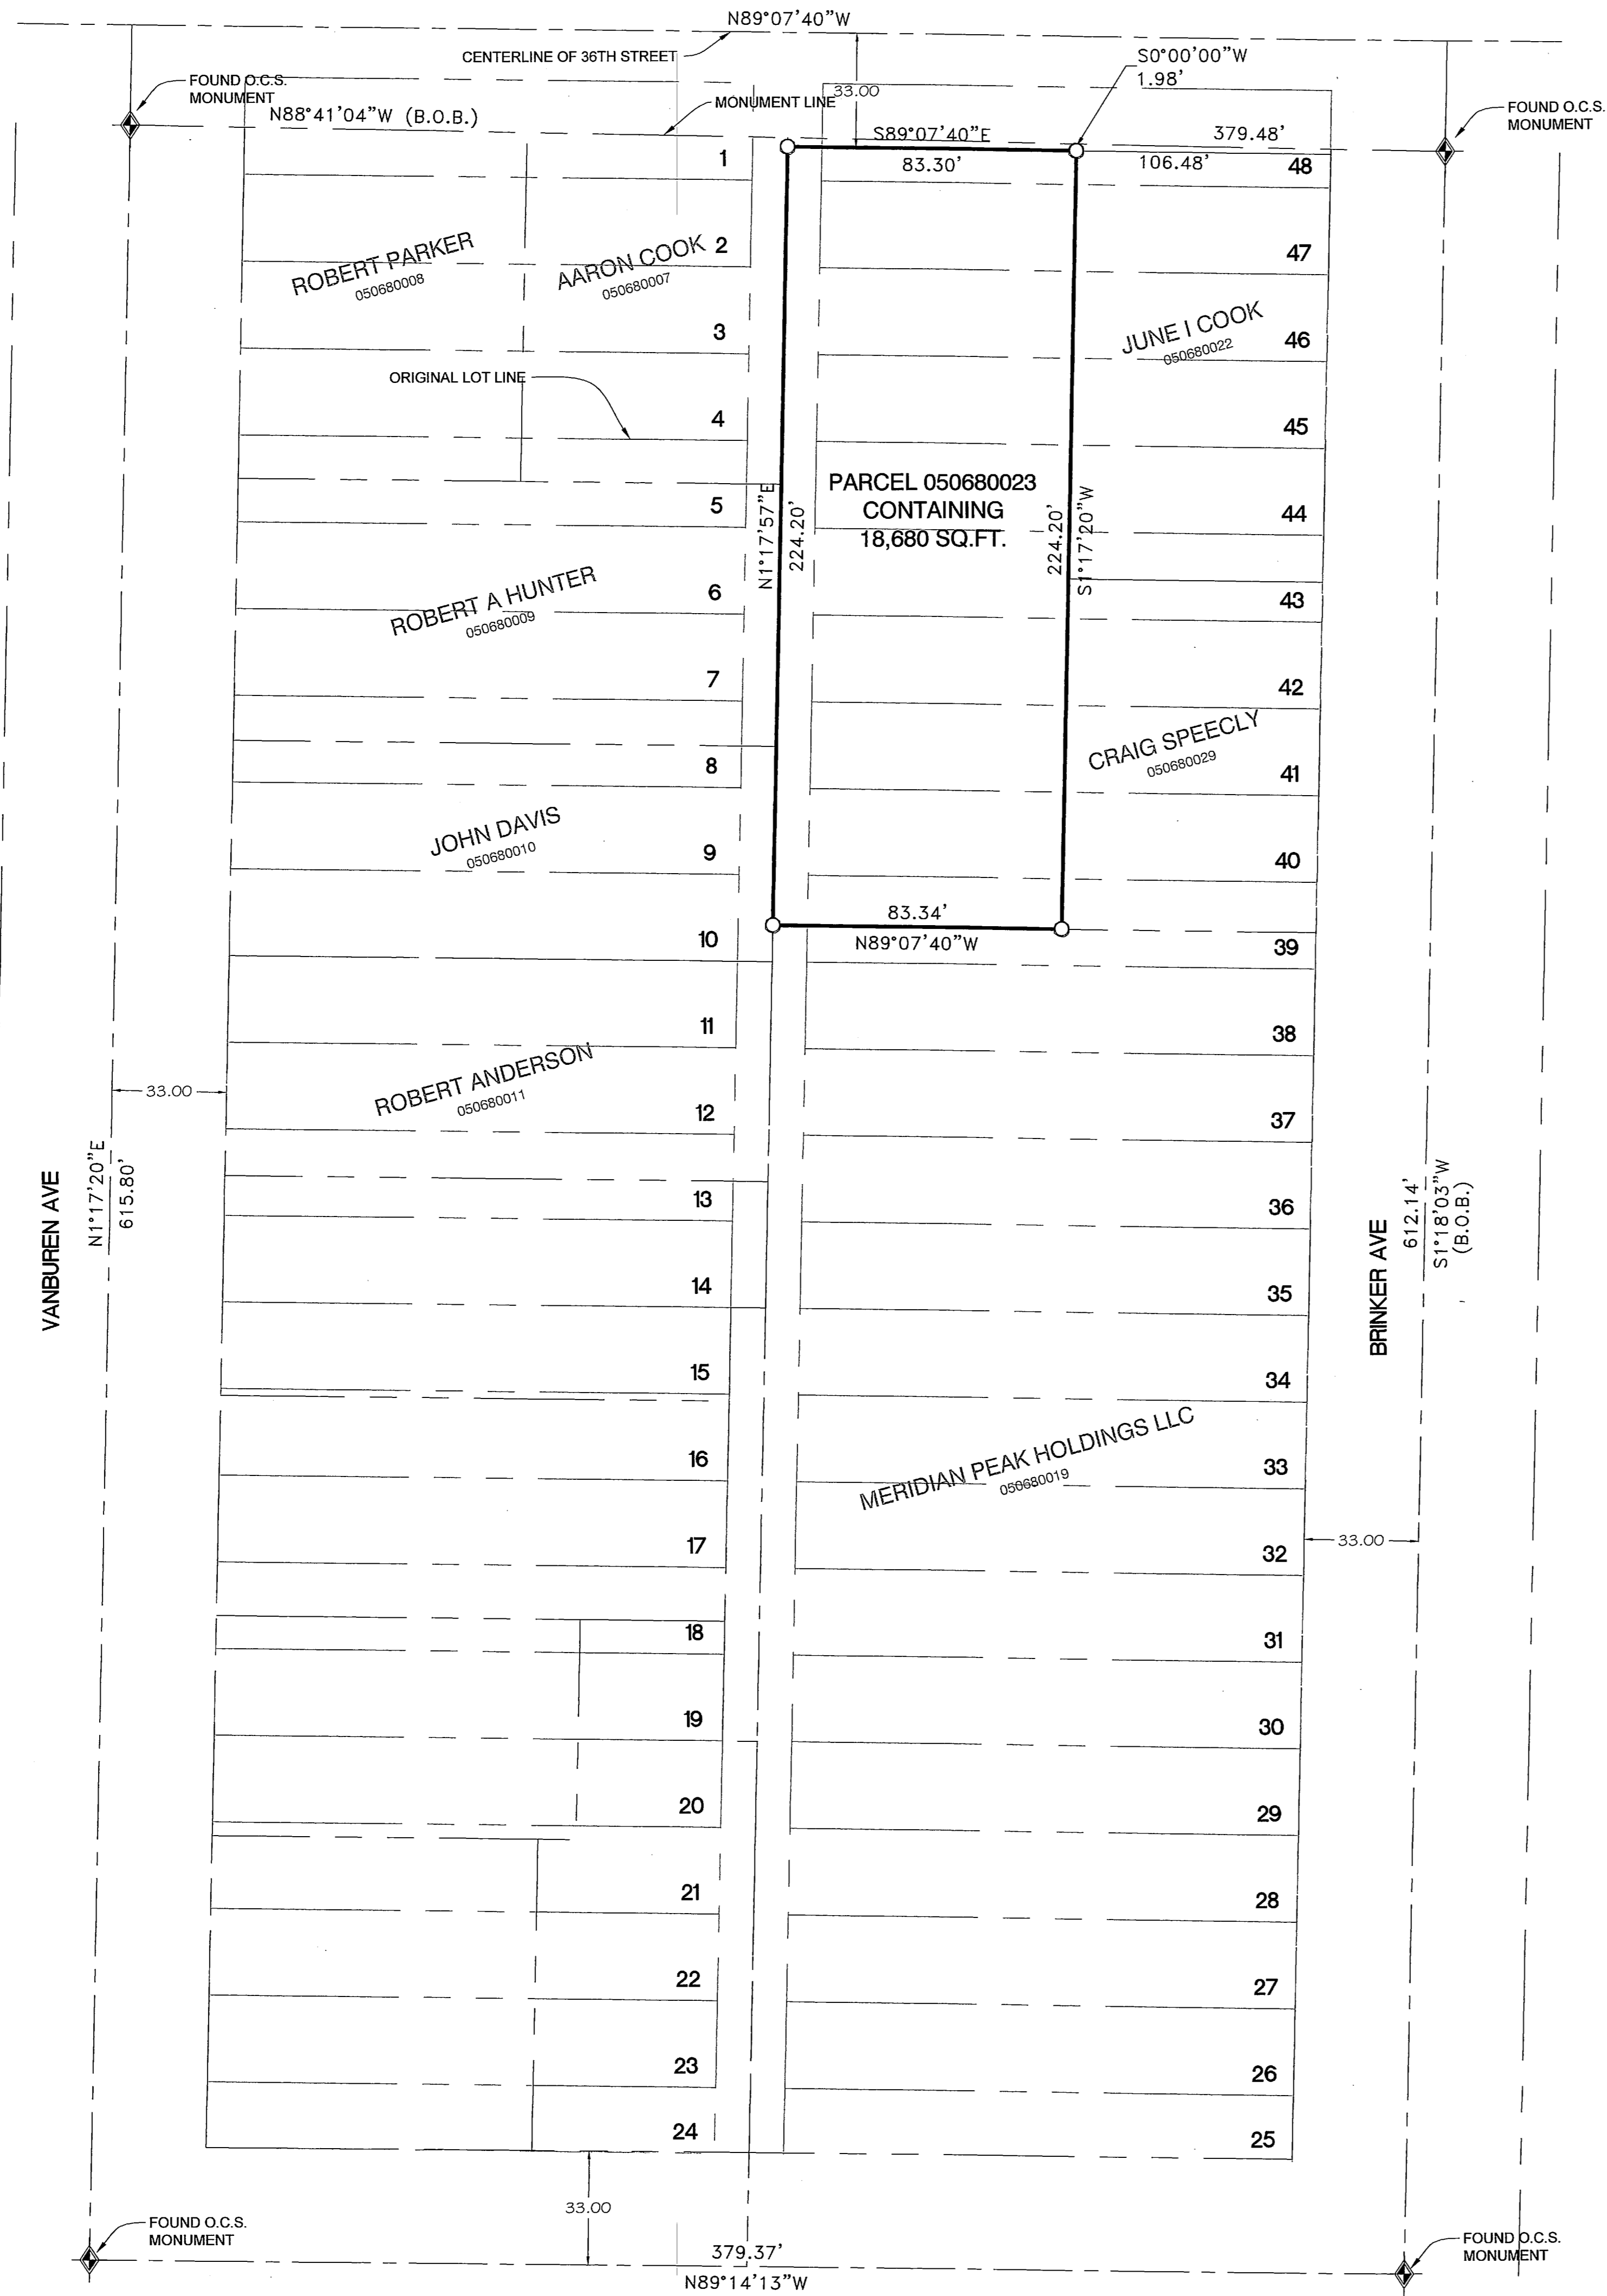 N89°07'40"W
CENTERLINE OF 36TH STREET
S0°00'00"W
1.98'
FOUND O.C.S.
MONUMENT
33.00
MONUMENT LINE
N88°41'04"W (B.O.B.)
FOUND O.C.S.
MONUMENT
S89°07'40"E
379.48'
83.30'
106.48'
1
48
2
47
ROBERT PARKER
050680008
AARON COOK
050680007
3
46
JUNE I COOK
050680022
ORIGINAL LOT LINE
4
45
PARCEL 050680023
CONTAINING
18,680 SQ.FT.
N1°17'57"E
224.20'
224.20'
S1°17'20"W
5
44
6
43
ROBERT A HUNTER
050680009
7
42
CRAIG SPEECLY
050680029
8
41
JOHN DAVIS
050680010
9
40
83.34'
N89°07'40"W
10
39
11
38
ROBERT ANDERSON
050680011
33.00
12
37
VANBUREN AVE
N1°17'20"E
615.80'
13
36
BRINKER AVE
612.14'
S1°18'03"W
(B.O.B.)
14
35
15
34
MERIDIAN PEAK HOLDINGS LLC
050680019
16
33
17
32
33.00
18
31
19
30
20
29
21
28
22
27
23
26
24
25
33.00
FOUND O.C.S.
MONUMENT
379.37'
N89°14'13"W
FOUND O.C.S.
MONUMENT